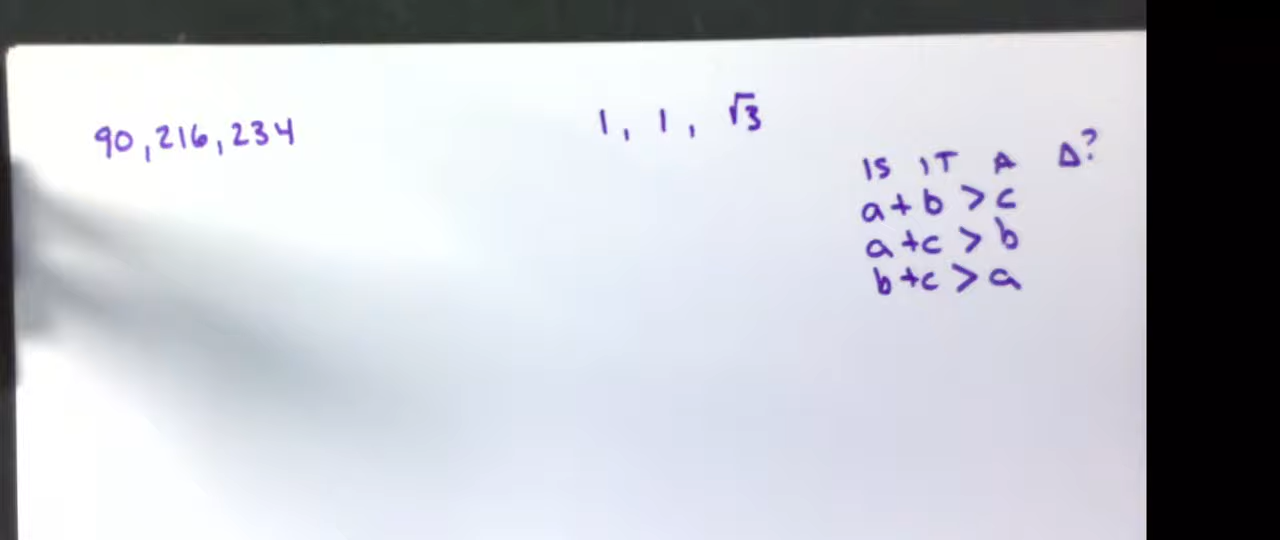 90, 216, 234
1, 1, √3
IS IT A Δ?
a + b > c
a + c > b
b + c > a